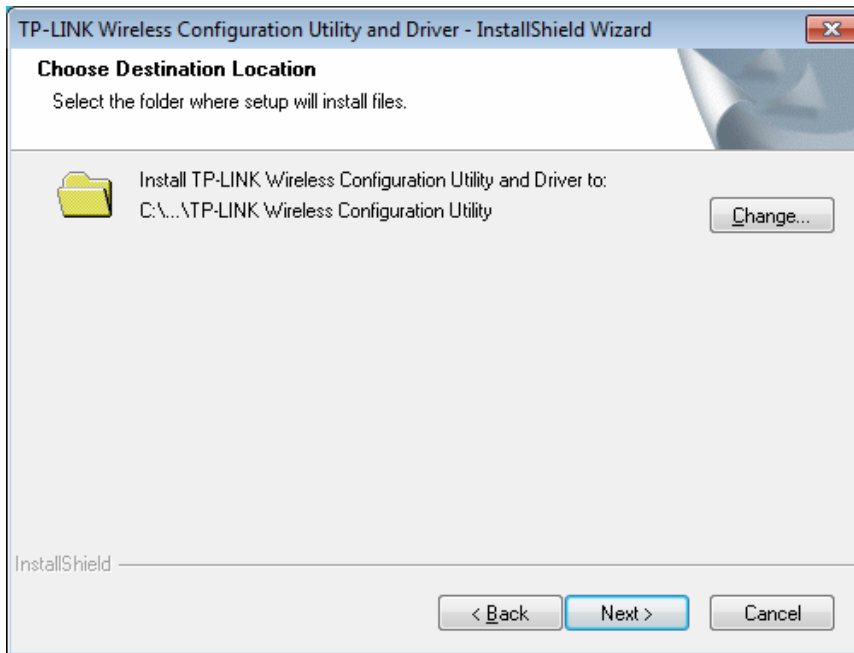 TP-LINK Wireless Configuration Utility and Driver - InstallShield Wizard
Choose Destination Location
Select the folder where setup will install files.
Install TP-LINK Wireless Configuration Utility and Driver to:
C:\...\TP-LINK Wireless Configuration Utility
Change...
InstallShield
< Back
Next >
Cancel